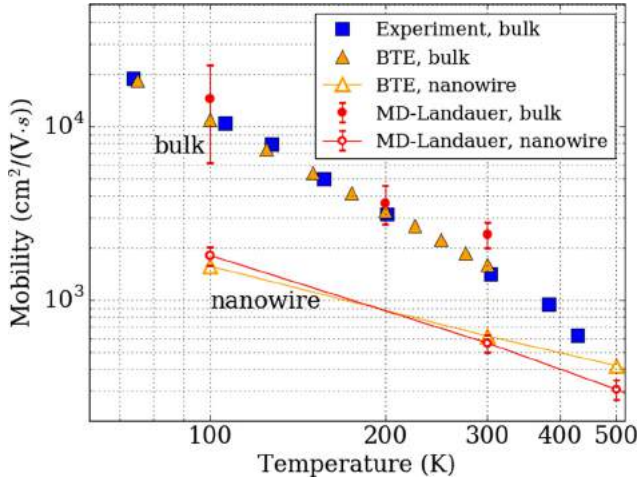 Experiment, bulk
BTE, bulk
BTE, nanowire
MD-Landauer, bulk
MD-Landauer, nanowire
10⁴
bulk
Mobility (cm²/(V·s))
10³
nanowire
100 200 300 400 500
Temperature (K)